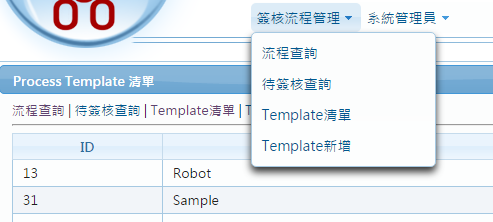 簽核流程管理 系統管理員
流程查詢
待簽核查詢
Template清單
Template新增
Process Template 清單
流程查詢 | 待簽核查詢 | Template清單 |
ID
13 Robot
31 Sample